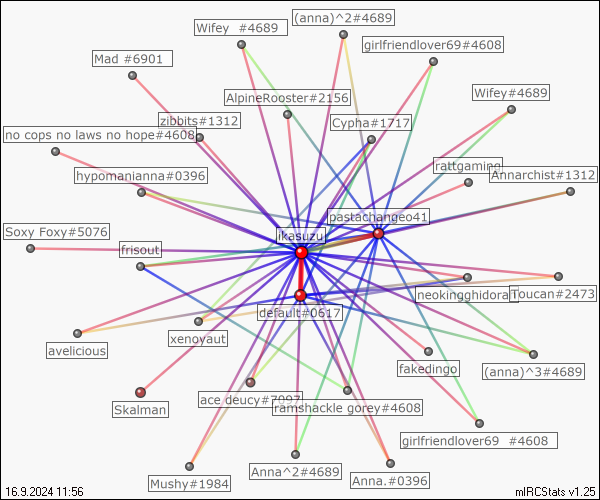 (anna)^2#4689
Wifey  #4689
girlfriendlover69#4608
Mad #6901
Wifey#4689
AlpineRooster#2156
zibbits#1312
Cypha#1717
no cops no laws no hope#4608
rattgaming
Annarchist#1312
hypomanianna#0396
pastachangeo41
Soxy Foxy#5076
ikasuzu
frisout
neokingghidorah
Toucan#2473
default#0617
xenoyaut
avelicious
fakedingo
(anna)^3#4689
ace deucy#7097
ramshackle gorey#4608
Skalman
girlfriendlover69  #4608
Anna^2#4689
Anna.#0396
Mushy#1984
16.9.2024 11:56
mIRCStats v1.25